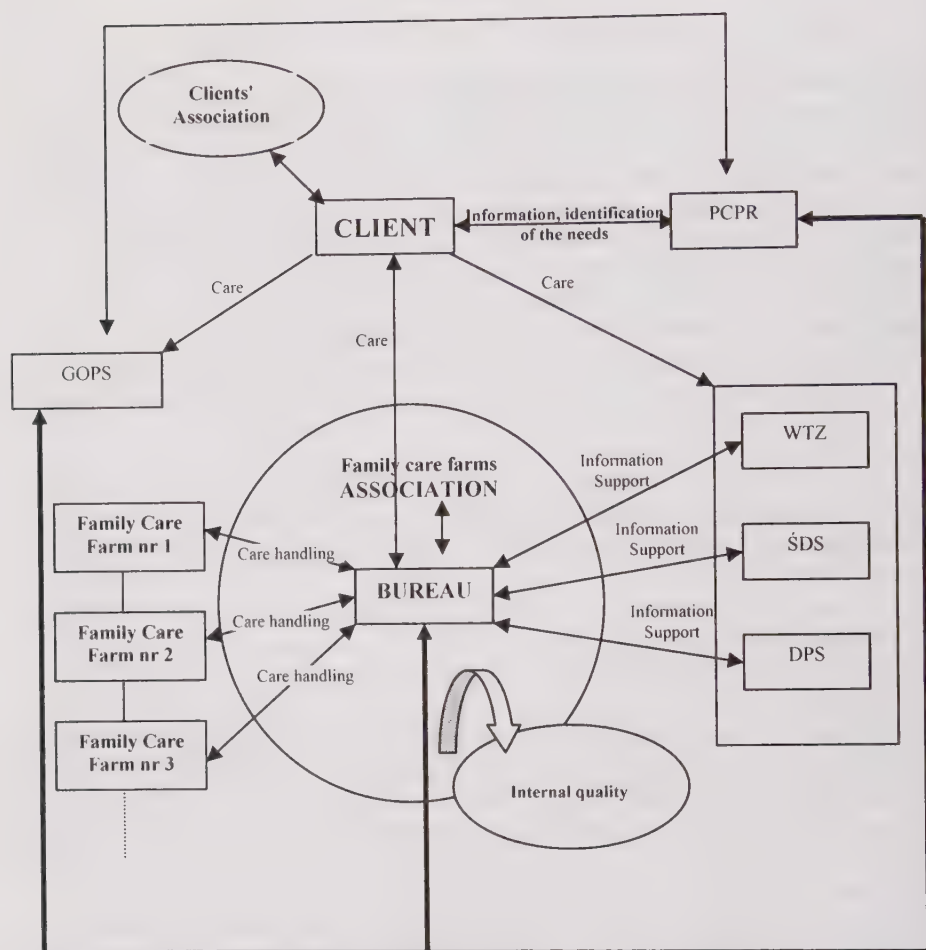 Clients'
Association
CLIENT
Information, identification
of the needs
PCPR
Care
Care
Care
GOPS
WTZ
Family care farms
ASSOCIATION
Information
Support
Family Care
Farm nr 1
Care handling
Information
Support
ŚDS
BUREAU
Family Care
Farm nr 2
Care handling
Information
Support
DPS
Care handling
Family Care
Farm nr 3
Internal quality